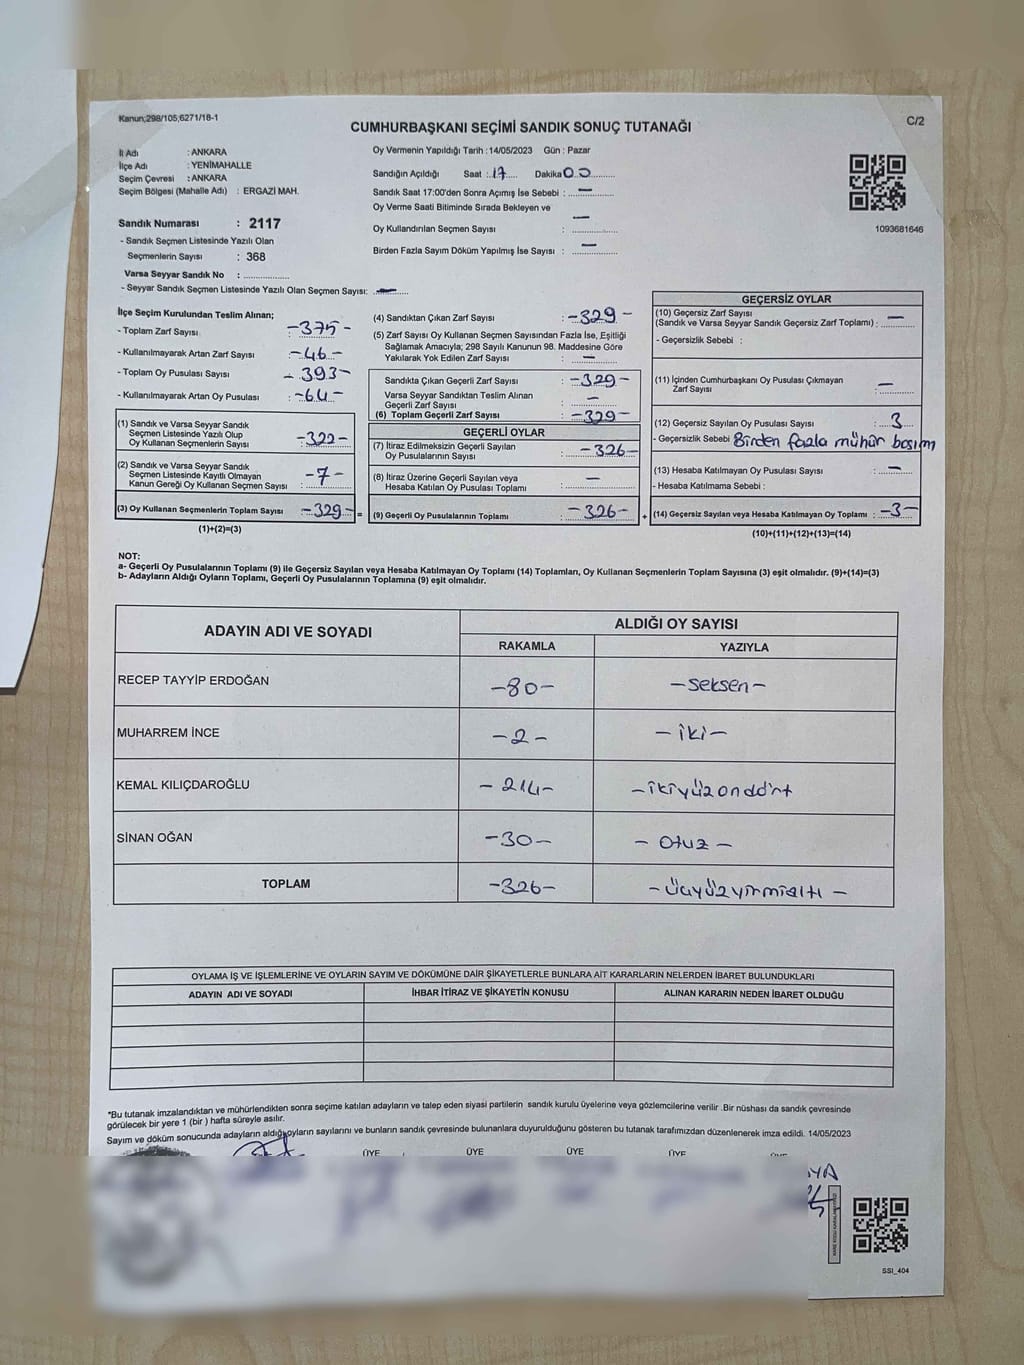 Kanun;298/105;6271/18-1
C/2
CUMHURBAŞKANI SEÇİMİ SANDIK SONUÇ TUTANAĞI
İl Adı : ANKARA
İlçe Adı : YENİMAHALLE
Seçim Çevresi : ANKARA
Seçim Bölgesi (Mahalle Adı) : ERGAZİ MAH.
Sandık Numarası : 2117
- Sandık Seçmen Listesinde Yazılı Olan
Seçmenlerin Sayısı : 368
Varsa Seyyar Sandık No : ..............
- Seyyar Sandık Seçmen Listesinde Yazılı Olan Seçmen Sayısı: —
Oy Vermenin Yapıldığı Tarih :14/05/2023 Gün : Pazar
Sandığın Açıldığı Saat :17 Dakika 00
Sandık Saat 17:00'den Sonra Açımış İse Sebebi : —
Oy Verme Saati Bitiminde Sırada Bekleyen ve
Oy Kullandırılan Seçmen Sayısı : —
Birden Fazla Sayım Döküm Yapılmış İse Sayısı : —
1093681646
İlçe Seçim Kurulundan Teslim Alınan;
- Toplam Zarf Sayısı : -375-
- Kullanılmayarak Artan Zarf Sayısı : -46-
- Toplam Oy Pusulası Sayısı - 393-
- Kullanılmayarak Artan Oy Pusulası : -64-
(1) Sandık ve Varsa Seyyar Sandık
Seçmen Listesinde Yazılı Olup
Oy Kullanan Seçmenlerin Sayısı : -322-
(2) Sandık ve Varsa Seyyar Sandık
Seçmen Listesinde Kayıtlı Olmayan
Kanun Gereği Oy Kullanan Seçmen Sayısı : -7-
(3) Oy Kullanan Seçmenlerin Toplam Sayısı : -329-
(1)+(2)=(3)
(4) Sandıktan Çıkan Zarf Sayısı : -329-
(5) Zarf Sayısı Oy Kullanan Seçmen Sayısından Fazla İse, Eşitliği
Sağlamak Amacıyla; 298 Sayılı Kanunun 98. Maddesine Göre
Yakılarak Yok Edilen Zarf Sayısı : —
Sandıkta Çıkan Geçerli Zarf Sayısı : -329-
Varsa Seyyar Sandıktan Teslim Alınan
Geçerli Zarf Sayısı : —
(6) Toplam Geçerli Zarf Sayısı : -329-
GEÇERLİ OYLAR
(7) İtiraz Edilmeksizin Geçerli Sayılan
Oy Pusulalarının Sayısı : -326-
(8) İtiraz Üzerine Geçerli Sayılan veya
Hesaba Katılan Oy Pusulası Toplamı : —
= (9) Geçerli Oy Pusulalarının Toplamı : -326-
GEÇERSİZ OYLAR
(10) Geçersiz Zarf Sayısı
(Sandık ve Varsa Seyyar Sandık Geçersiz Zarf Toplamı) : —
- Geçersizlik Sebebi :
(11) İçinden Cumhurbaşkanı Oy Pusulası Çıkmayan
Zarf Sayısı : —
(12) Geçersiz Sayılan Oy Pusulası Sayısı : 3
- Geçersizlik Sebebi Birden fazla mühür basımı
(13) Hesaba Katılmayan Oy Pusulası Sayısı : —
- Hesaba Katılmama Sebebi :
+ (14) Geçersiz Sayılan veya Hesaba Katılmayan Oy Toplamı : -3-
(10)+(11)+(12)+(13)=(14)
NOT:
a- Geçerli Oy Pusulalarının Toplamı (9) ile Geçersiz Sayılan veya Hesaba Katılmayan Oy Toplamı (14) Toplamları, Oy Kullanan Seçmenlerin Toplam Sayısına (3) eşit olmalıdır. (9)+(14)=(3)
b- Adayların Aldığı Oyların Toplamı, Geçerli Oy Pusulalarının Toplamına (9) eşit olmalıdır.
ADAYIN ADI VE SOYADI ALDIĞI OY SAYISI
RAKAMLA YAZIYLA
RECEP TAYYİP ERDOĞAN -80- -seksen-
MUHARREM İNCE -2- -iki-
KEMAL KILIÇDAROĞLU -214- -ikiyüzondört
SİNAN OĞAN -30- -otuz-
TOPLAM -326- -üçyüzyirmialtı-
OYLAMA İŞ VE İŞLEMLERİNE VE OYLARIN SAYIM VE DÖKÜMÜNE DAİR ŞİKAYETLERLE BUNLARA AİT KARARLARIN NELERDEN İBARET BULUNDUKLARI
ADAYIN ADI VE SOYADI İHBAR İTİRAZ VE ŞİKAYETİN KONUSU ALINAN KARARIN NEDEN İBARET OLDUĞU
*Bu tutanak imzalandıktan ve mühürlendikten sonra seçime katılan adayların ve talep eden siyasi partilerin sandık kurulu üyelerine veya gözlemcilerine verilir .Bir nüshası da sandık çevresinde
görülecek bir yere 1 (bir ) hafta süreyle asılır.
Sayım ve döküm sonucunda adayların aldığı oyların sayılarını ve bunların sandık çevresinde bulunanlara duyurulduğunu gösteren bu tutanak tarafımızdan düzenlenerek imza edildi. 14/05/2023
ÜYE ÜYE ÜYE ÜYE
SSI_404